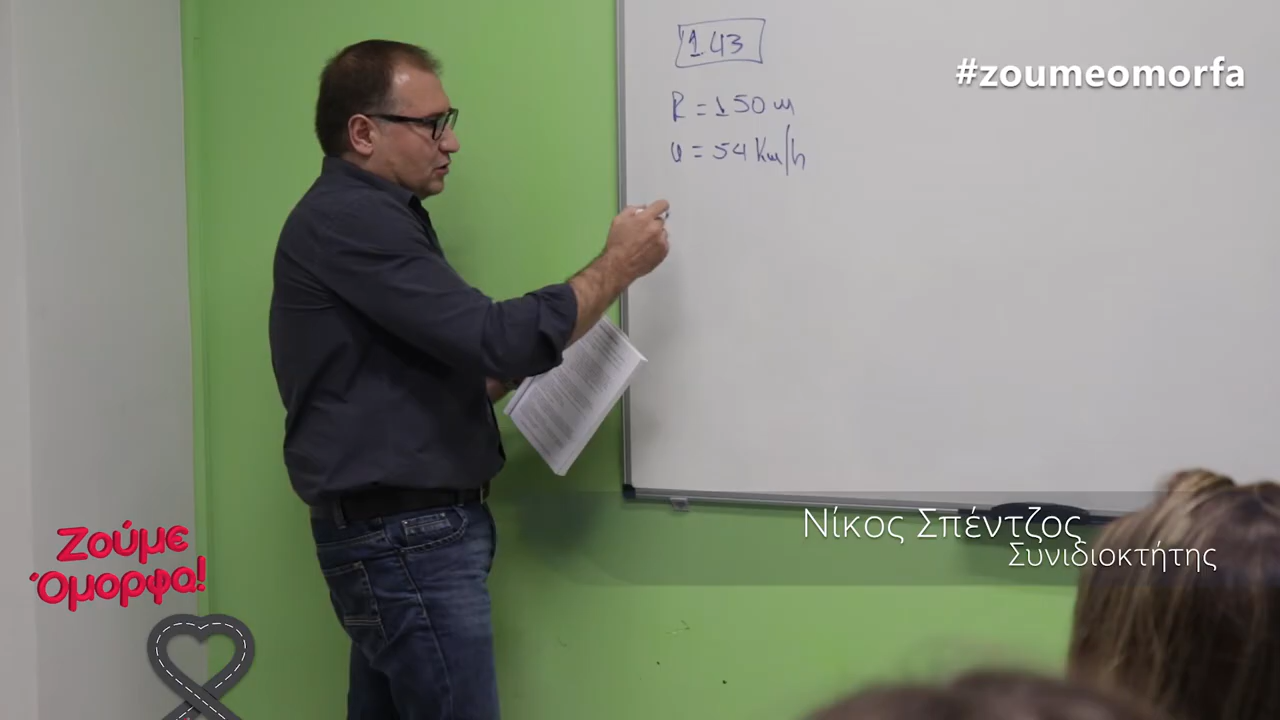 143
R = 150 m
υ = 54 Km/h
#zoumeomorfa
Νίκος Σπέντζος
Συνιδιοκτήτης
Ζούμε
Όμορφα!